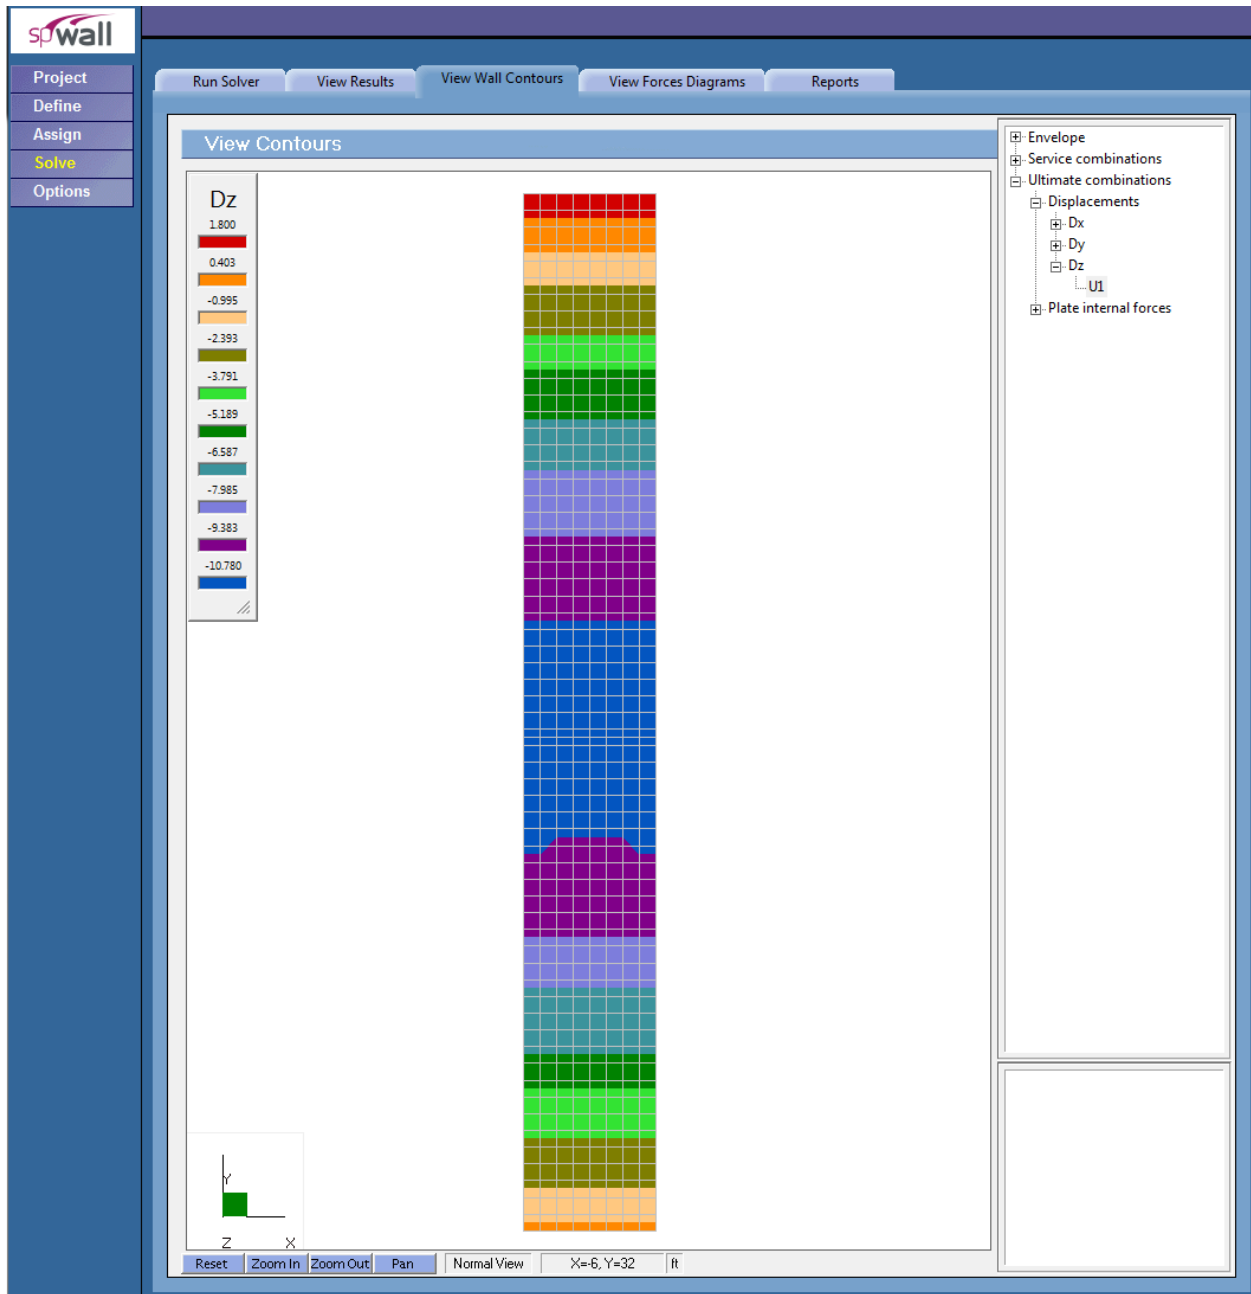 spwall
Project
Define
Assign
Solve
Options
Run Solver
View Results
View Wall Contours
View Forces Diagrams
Reports
View Contours
Dz
1.800
0.403
-0.995
-2.393
-3.791
-5.189
-6.587
-7.985
-9.383
-10.780
Envelope
Service combinations
Ultimate combinations
Displacements
Dx
Dy
Dz
U1
Plate internal forces
Y
Z X
Reset Zoom In Zoom Out Pan Normal View X=-6, Y=32 ft